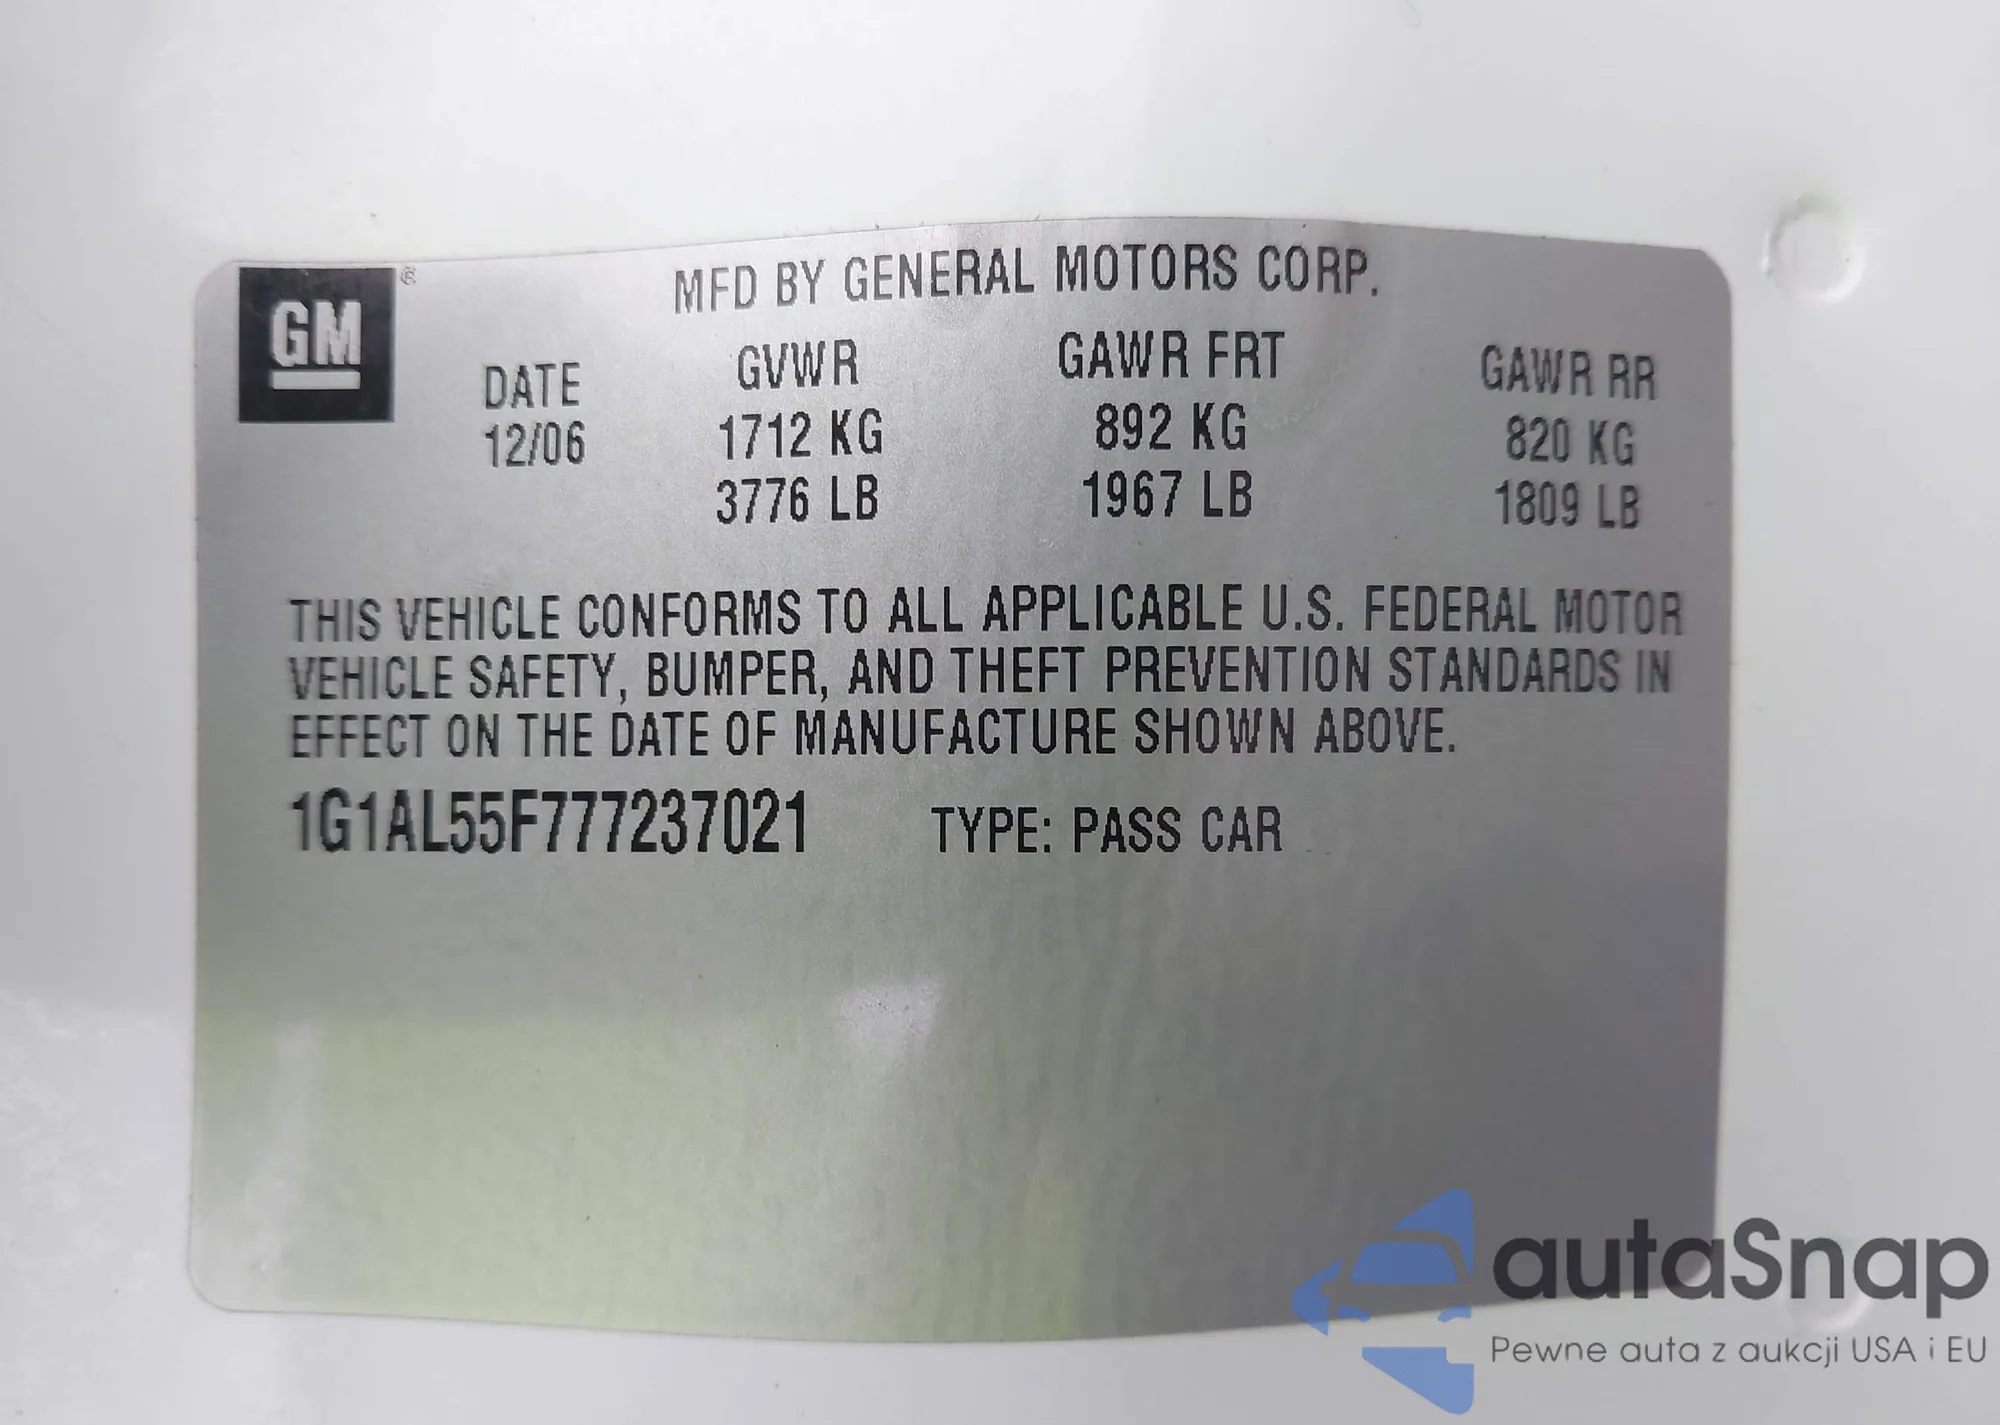 GM ®
MFD BY GENERAL MOTORS CORP.
DATE GVWR GAWR FRT GAWR RR
12/06 1712 KG 892 KG 820 KG
3776 LB 1967 LB 1809 LB
THIS VEHICLE CONFORMS TO ALL APPLICABLE U.S. FEDERAL MOTOR
VEHICLE SAFETY, BUMPER, AND THEFT PREVENTION STANDARDS IN
EFFECT ON THE DATE OF MANUFACTURE SHOWN ABOVE.
1G1AL55F777237021 TYPE: PASS CAR
autaSnap
Pewne auta z aukcji USA i EU